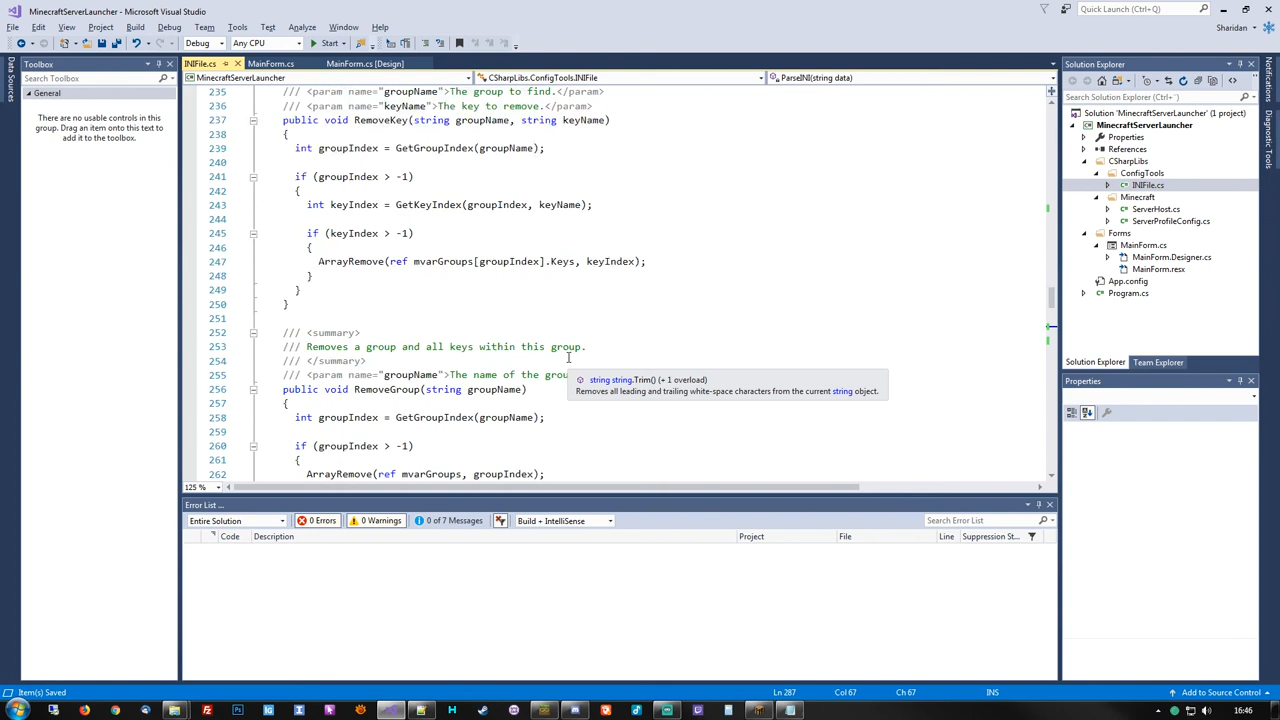 MinecraftServerLauncher - Microsoft Visual Studio
Quick Launch (Ctrl+Q)
File Edit View Project Build Debug Team Tools Test Analyze Window Help
Sharidan
Debug Any CPU Start
INIFile.cs MainForm.cs MainForm.cs [Design]
Data Sources
Toolbox
Search Toolbox
General
There are no usable controls in this
group. Drag an item onto this text to
add it to the toolbox.
MinecraftServerLauncher CSharpLibs.ConfigTools.INIFile ParseINI(string data)
235 /// <param name="groupName">The group to find.</param>
236 /// <param name="keyName">The key to remove.</param>
237 public void RemoveKey(string groupName, string keyName)
238 {
239 int groupIndex = GetGroupIndex(groupName);
240
241 if (groupIndex > -1)
242 {
243 int keyIndex = GetKeyIndex(groupIndex, keyName);
244
245 if (keyIndex > -1)
246 {
247 ArrayRemove(ref mvarGroups[groupIndex].Keys, keyIndex);
248 }
249 }
250 }
251
252 /// <summary>
253 /// Removes a group and all keys within this group.
254 /// </summary>
255 /// <param name="groupName">The name of the grou
256 public void RemoveGroup(string groupName)
257 {
258 int groupIndex = GetGroupIndex(groupName);
259
260 if (groupIndex > -1)
261 {
262 ArrayRemove(ref mvarGroups, groupIndex);
string string.Trim() (+ 1 overload)
Removes all leading and trailing white-space characters from the current string object.
125 %
Solution Explorer
Search Solution Explorer (Ctrl+')
Solution 'MinecraftServerLauncher' (1 project)
MinecraftServerLauncher
Properties
References
CSharpLibs
ConfigTools
INIFile.cs
Minecraft
ServerHost.cs
ServerProfileConfig.cs
Forms
MainForm.cs
MainForm.Designer.cs
MainForm.resx
App.config
Program.cs
Solution Explorer Team Explorer
Properties
Diagnostic Tools
Error List ...
Entire Solution 0 Errors 0 Warnings 0 of 7 Messages Build + IntelliSense Search Error List
Code Description Project File Line Suppression St...
Item(s) Saved Ln 287 Col 67 Ch 67 INS Add to Source Control
16:46